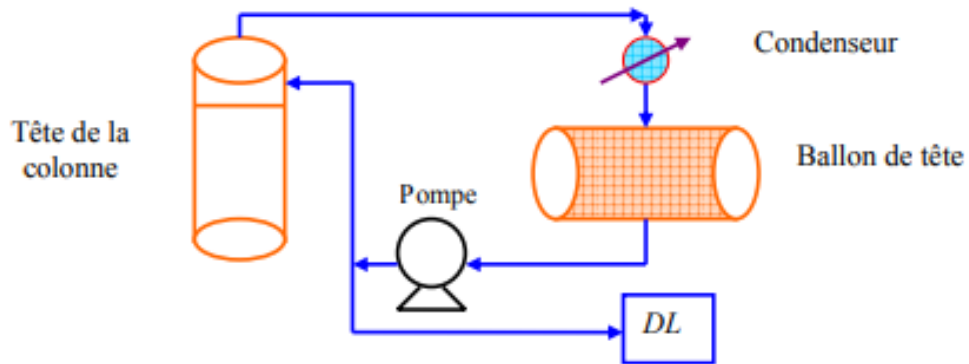 Condenseur
Tête de la
colonne
Ballon de tête
Pompe
DL